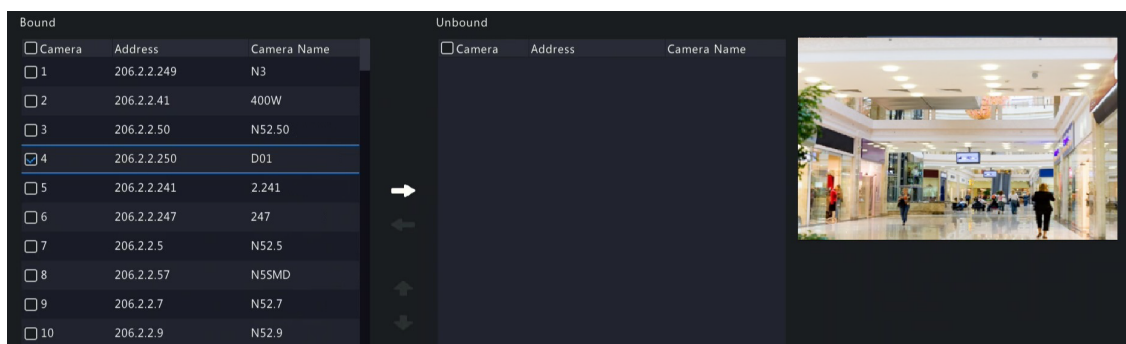 Bound Unbound
Camera Address Camera Name Camera Address Camera Name
1 206.2.2.249 N3
2 206.2.2.41 400W
3 206.2.2.50 N52.50
4 206.2.2.250 D01
5 206.2.2.241 2.241
6 206.2.2.247 247
7 206.2.2.5 N52.5
8 206.2.2.57 N5SMD
9 206.2.2.7 N52.7
10 206.2.2.9 N52.9